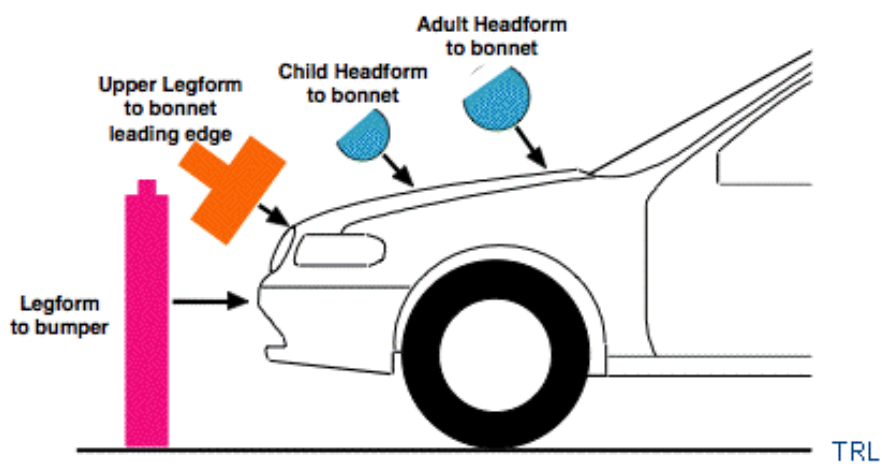 Adult Headform
to bonnet
Child Headform
to bonnet
Upper Legform
to bonnet
leading edge
Legform
to bumper
TRL